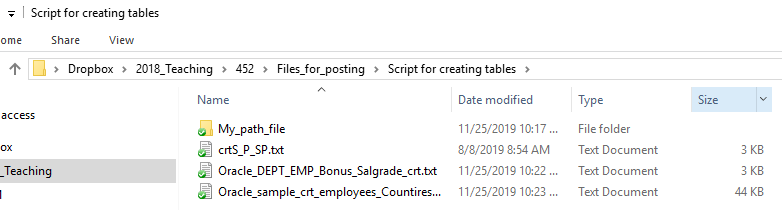 Script for creating tables
ome Share View
Dropbox > 2018_Teaching > 452 > Files_for_posting > Script for creating tables >
Name Date modified Type Size
access
My_path_file 11/25/2019 10:17 ... File folder
ox crtS_P_SP.txt 8/8/2019 8:54 AM Text Document 3 KB
_Teaching Oracle_DEPT_EMP_Bonus_Salgrade_crt.txt 11/25/2019 10:22 ... Text Document 3 KB
Oracle_sample_crt_employees_Countires... 11/25/2019 10:23 ... Text Document 44 KB